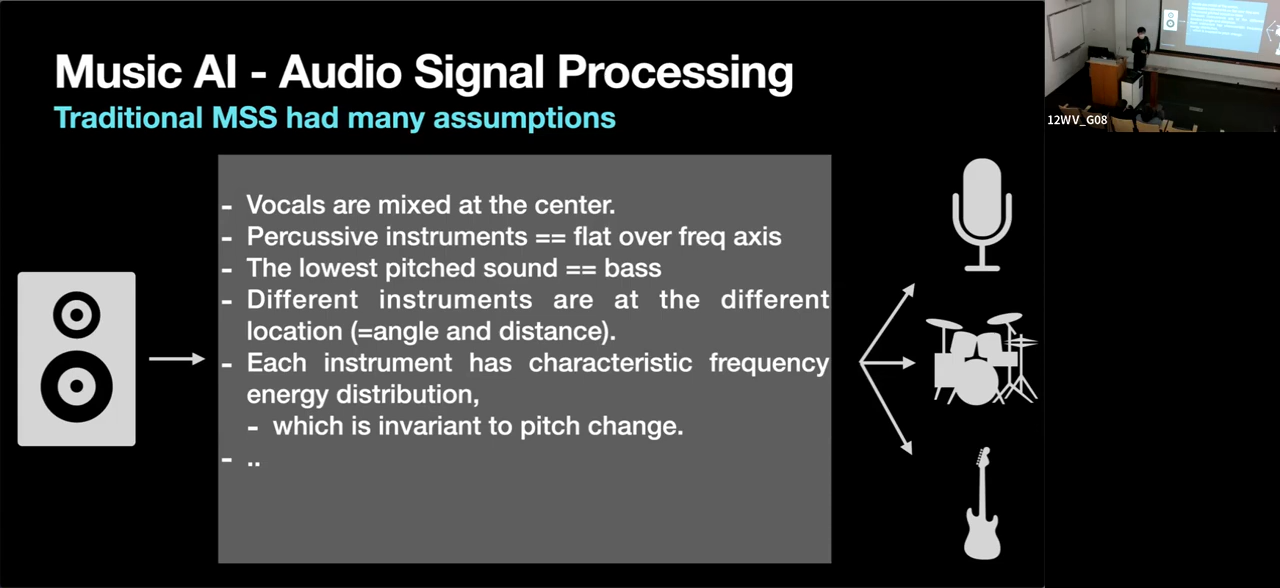 Music AI - Audio Signal Processing
Traditional MSS had many assumptions
- Vocals are mixed at the center.
- Percussive instruments == flat over freq axis
- The lowest pitched sound == bass
- Different instruments are at the different
location (=angle and distance).
- Each instrument has characteristic frequency
energy distribution,
- which is invariant to pitch change.
- ..
12WV_G08